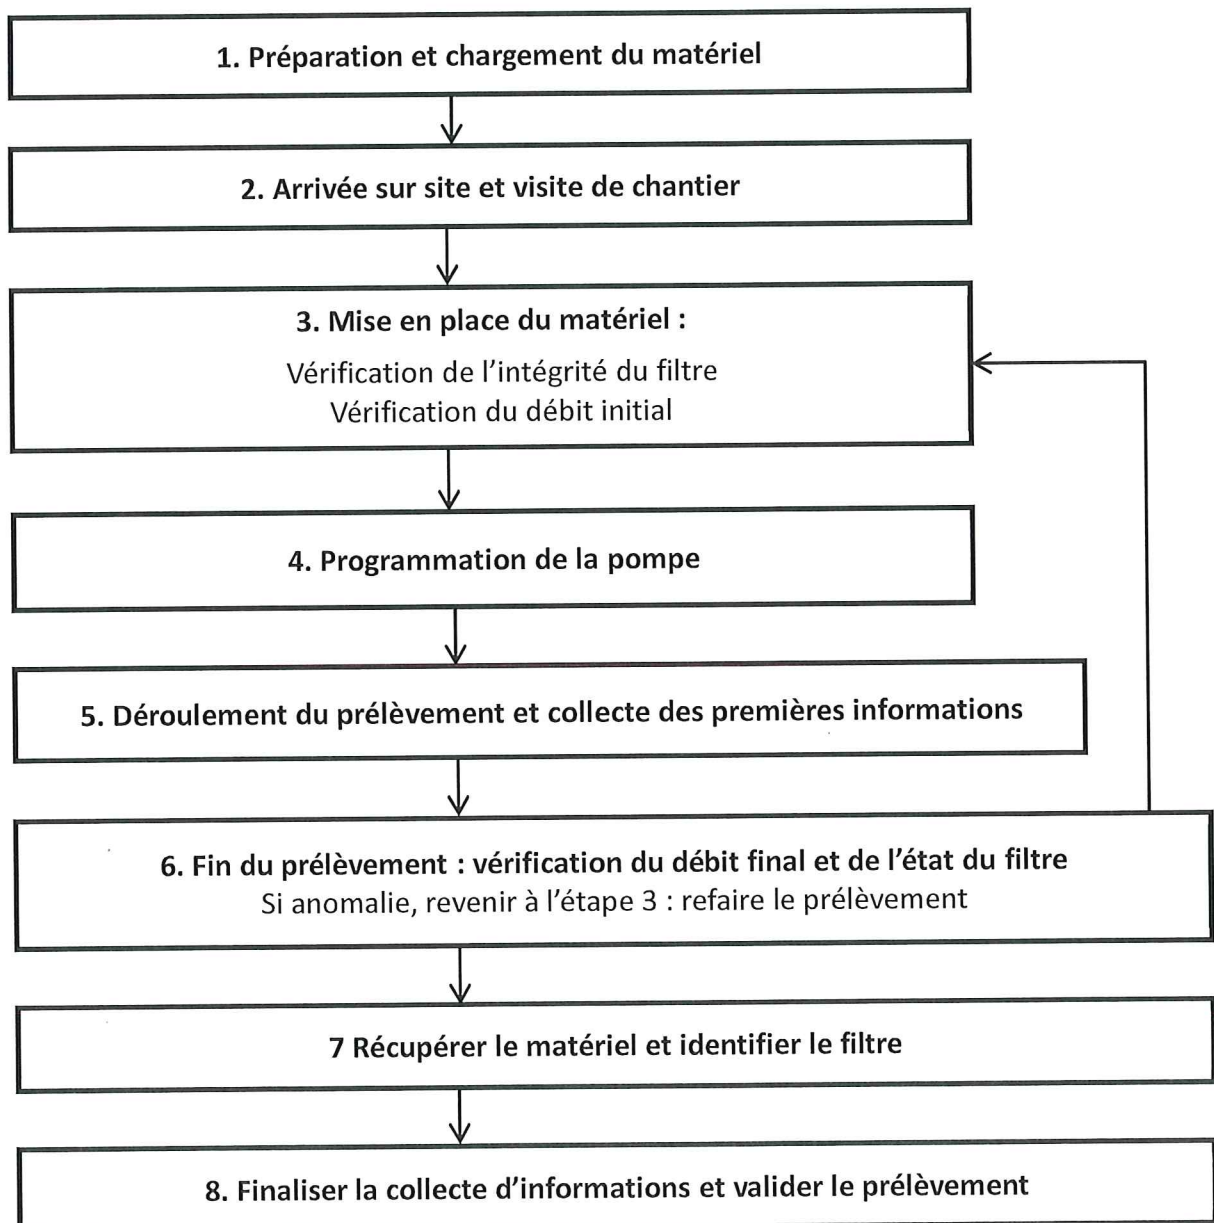 1. Préparation et chargement du matériel
2. Arrivée sur site et visite de chantier
3. Mise en place du matériel :
Vérification de l'intégrité du filtre
Vérification du débit initial
4. Programmation de la pompe
5. Déroulement du prélèvement et collecte des premières informations
6. Fin du prélèvement : vérification du débit final et de l'état du filtre
Si anomalie, revenir à l'étape 3 : refaire le prélèvement
7 Récupérer le matériel et identifier le filtre
8. Finaliser la collecte d'informations et valider le prélèvement